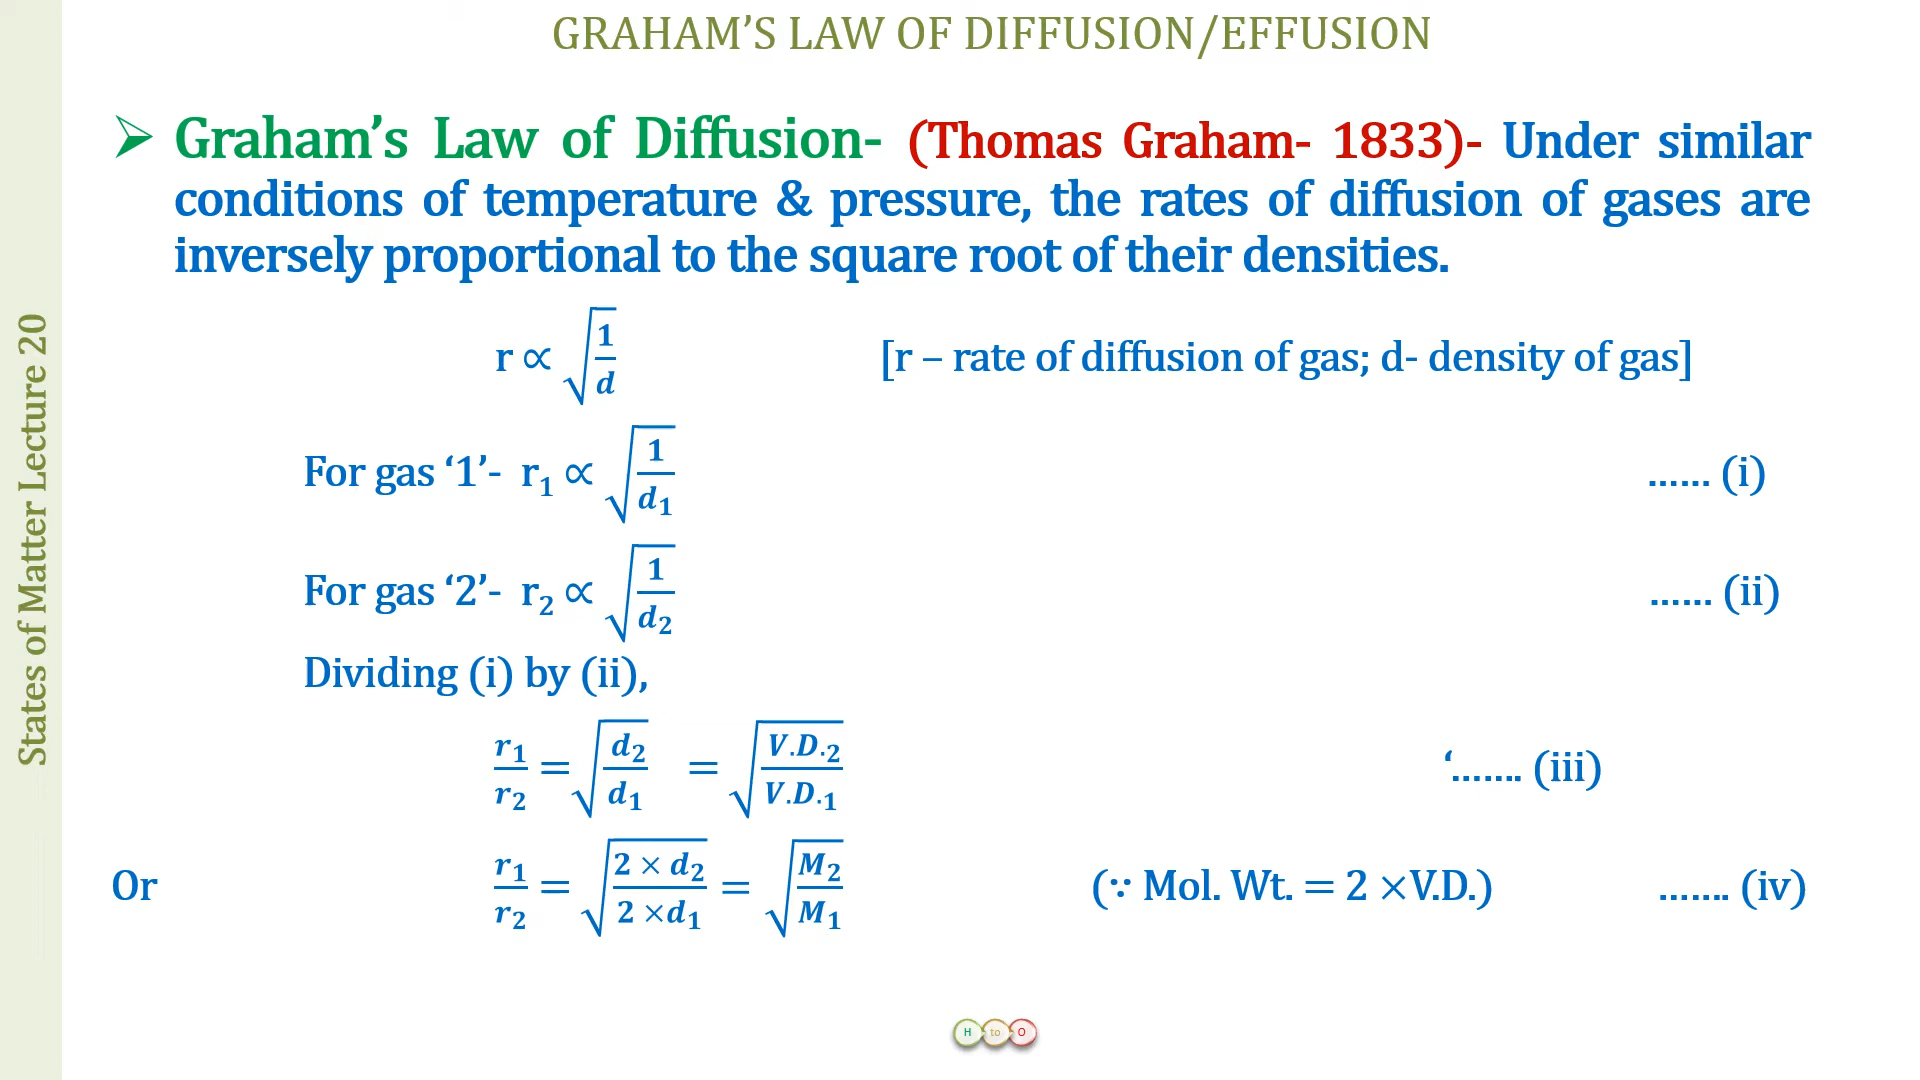 GRAHAM’S LAW OF DIFFUSION/EFFUSION
➢ Graham’s Law of Diffusion- (Thomas Graham- 1833)- Under similar
conditions of temperature & pressure, the rates of diffusion of gases are
inversely proportional to the square root of their densities.
r ∝ √(1/d) [r – rate of diffusion of gas; d- density of gas]
For gas ‘1’- r₁ ∝ √(1/d₁) ...... (i)
For gas ‘2’- r₂ ∝ √(1/d₂) ...... (ii)
Dividing (i) by (ii),
r₁/r₂ = √(d₂/d₁) = √(V.D.₂/V.D.₁) ‘....... (iii)
Or r₁/r₂ = √(2 × d₂/2 ×d₁) = √(M₂/M₁) (∵ Mol. Wt. = 2 ×V.D.) ....... (iv)
States of Matter Lecture 20
H to O